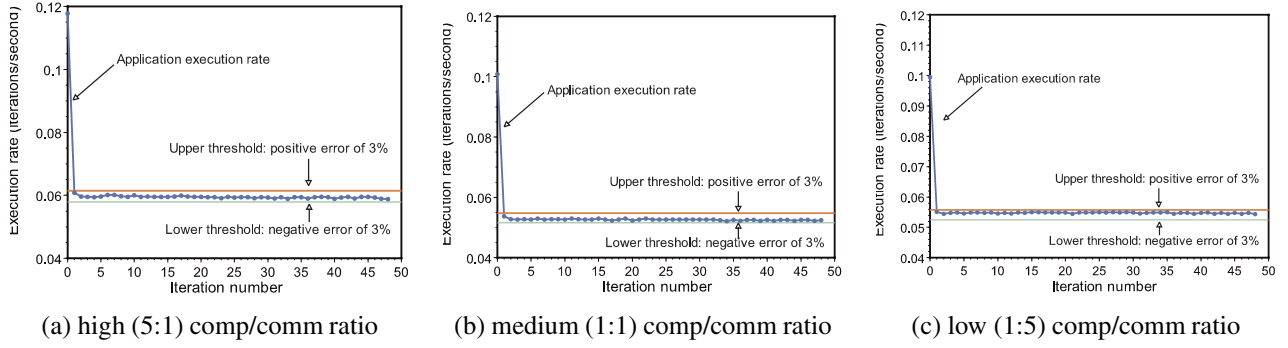 Execution rate (iterations/second)
0.12
0.1
0.08
0.06
0.04
Application execution rate
Upper threshold: positive error of 3%
Lower threshold: negative error of 3%
0 5 10 15 20 25 30 35 40 45 50
Iteration number
(a) high (5:1) comp/comm ratio
Execution rate (iterations/second)
0.12
0.1
0.08
0.06
0.04
Application execution rate
Upper threshold: positive error of 3%
Lower threshold: negative error of 3%
0 5 10 15 20 25 30 35 40 45 50
Iteration number
(b) medium (1:1) comp/comm ratio
Execution rate (iterations/second)
0.12
0.11
0.1
0.09
0.08
0.07
0.06
0.05
0.04
Application execution rate
Upper threshold: positive error of 3%
Lower threshold: negative error of 3%
0 5 10 15 20 25 30 35 40 45 50
Iteration number
(c) low (1:5) comp/comm ratio